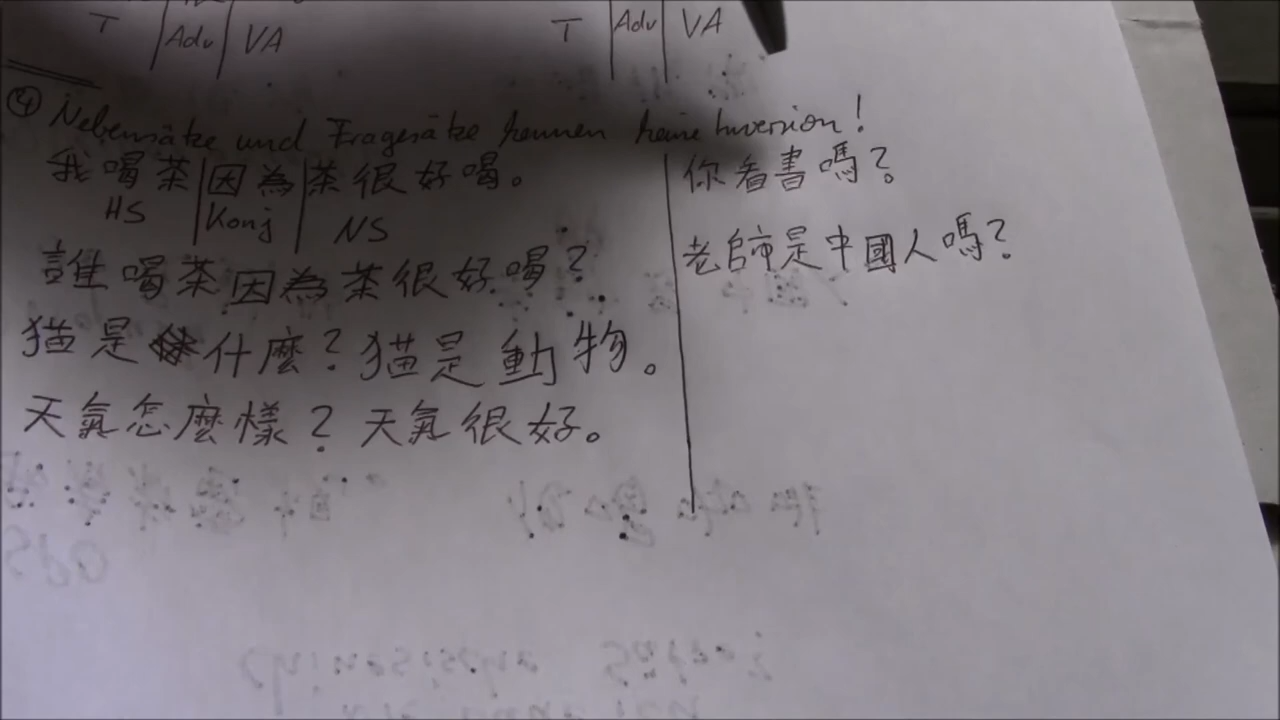 T | Adv | VA
T | Adv | VA
④ Nebensätze und Fragesätze kennen keine Inversion!
我喝茶|因為|茶很好喝。
HS | Konj | NS
誰喝茶因為茶很好喝?
猫是什麼?猫是動物。
天氣怎麼樣?天氣很好。
你看書嗎?
老師是中國人嗎?